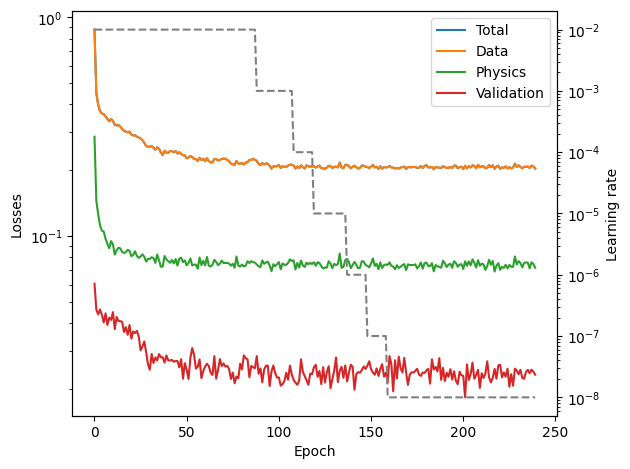 Total
Data
Physics
Validation
10⁰
10⁻¹
Losses
0
50
100
150
200
250
Epoch
10⁻²
10⁻³
10⁻⁴
10⁻⁵
10⁻⁶
10⁻⁷
10⁻⁸
Learning rate